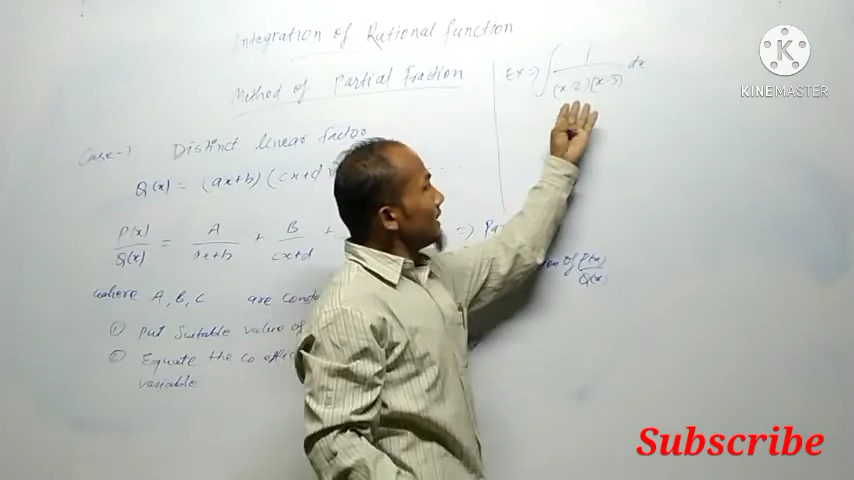 Integration of Rational function
Method of Partial Fraction
Case-1 Distinct linear factor
Q(x) = (ax+b) (cx+d)
P(x)/Q(x) = A/ax+b + B/cx+d + => Pa
of P(x)/Q(x)
where A, B, C are Consta
① Put Suitable value of
② Equate the co effi
variable
Ex => ∫ 1/(x-2)(x-3) dx
KINEMASTER
Subscribe